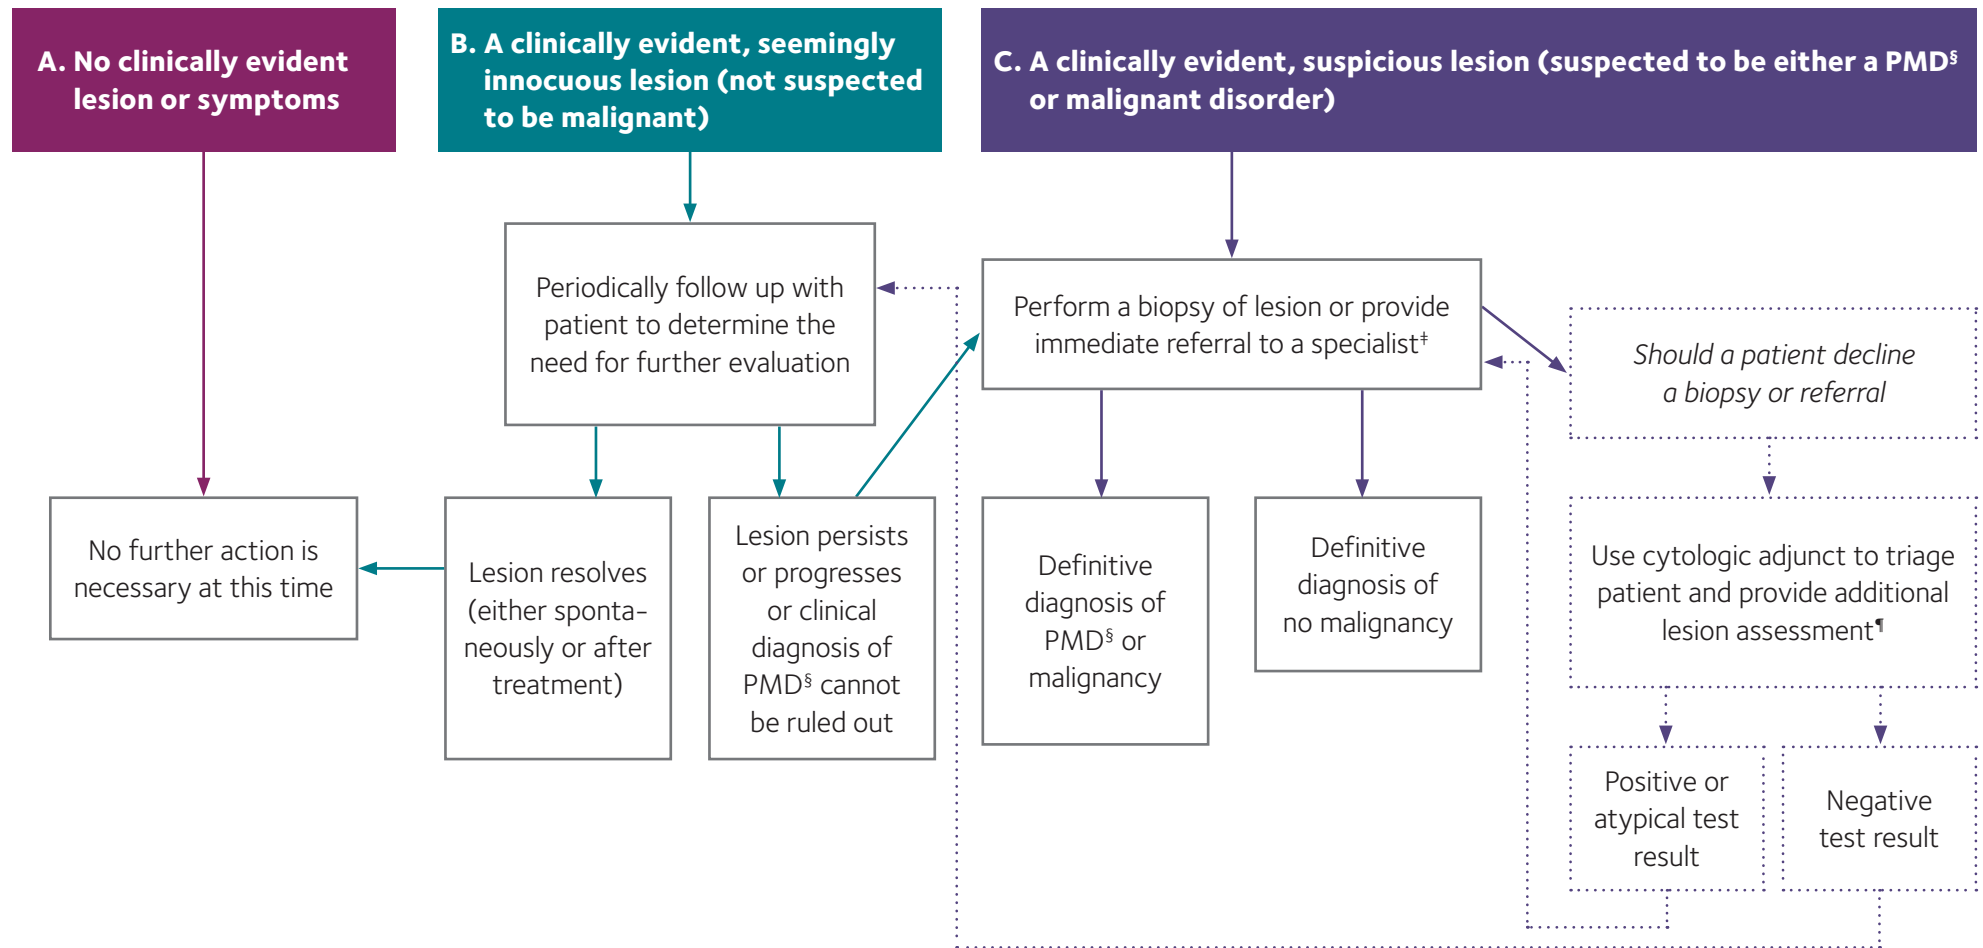 A. No clinically evident
lesion or symptoms
B. A clinically evident, seemingly
innocuous lesion (not suspected
to be malignant)
C. A clinically evident, suspicious lesion (suspected to be either a PMD§
or malignant disorder)
Periodically follow up with
patient to determine the
need for further evaluation
Perform a biopsy of lesion or provide
immediate referral to a specialist‡
Should a patient decline
a biopsy or referral
No further action is
necessary at this time
Lesion resolves
(either sponta-
neously or after
treatment)
Lesion persists
or progresses
or clinical
diagnosis of
PMD§ cannot
be ruled out
Definitive
diagnosis of
PMD§ or
malignancy
Definitive
diagnosis of
no malignancy
Use cytologic adjunct to triage
patient and provide additional
lesion assessment¶
Positive or
atypical test
result
Negative
test result